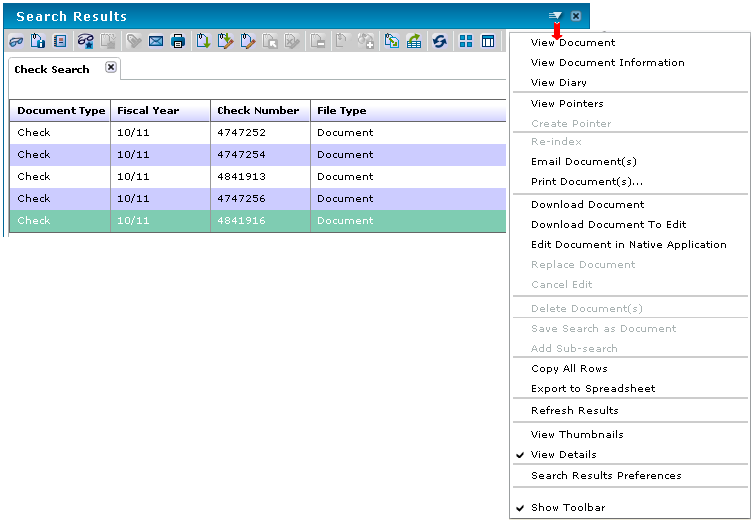 Search Results
Check Search
Document Type Fiscal Year Check Number File Type
Check 10/11 4747252 Document
Check 10/11 4747254 Document
Check 10/11 4841913 Document
Check 10/11 4747256 Document
Check 10/11 4841916 Document
View Document
View Document Information
View Diary
View Pointers
Create Pointer
Re-index
Email Document(s)
Print Document(s)...
Download Document
Download Document To Edit
Edit Document in Native Application
Replace Document
Cancel Edit
Delete Document(s)
Save Search as Document
Add Sub-search
Copy All Rows
Export to Spreadsheet
Refresh Results
View Thumbnails
View Details
Search Results Preferences
Show Toolbar